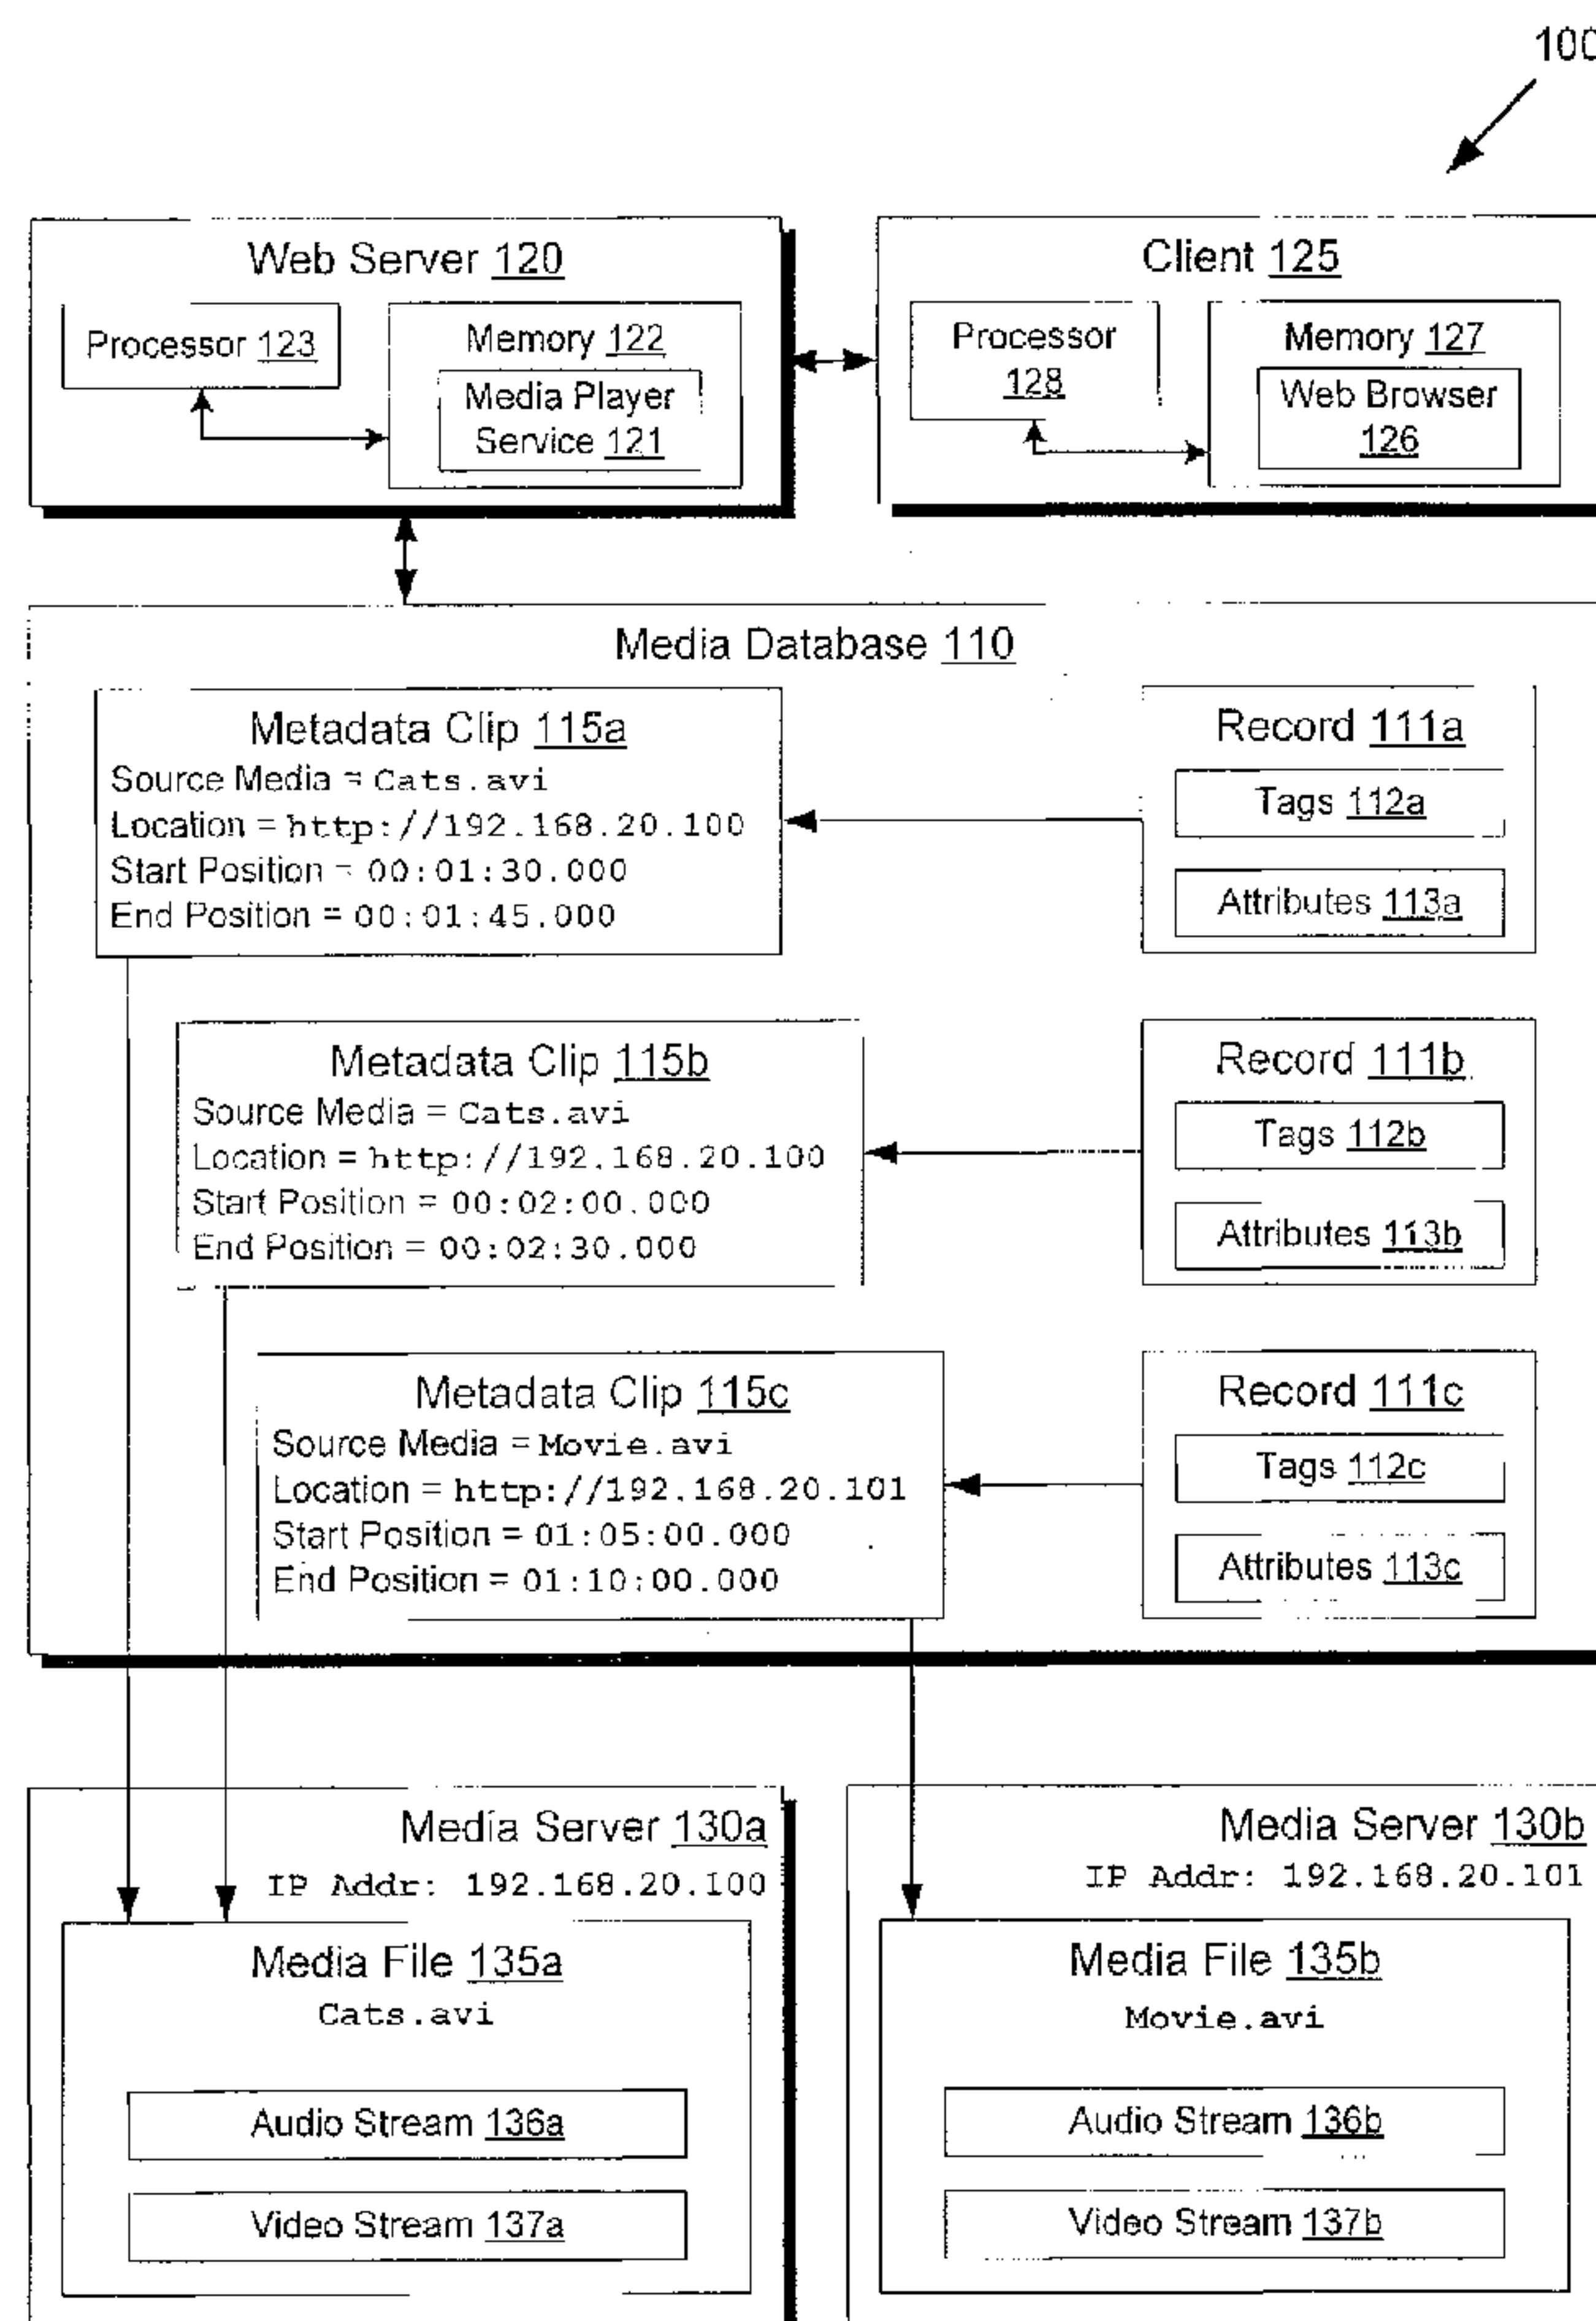 100
Web Server 120
Processor 123
Memory 122
Media Player
Service 121
Client 125
Processor
128
Memory 127
Web Browser
126
Media Database 110
Metadata Clip 115a
Source Media = Cats.avi
Location = http://192.168.20.100
Start Position = 00:01:30.000
End Position = 00:01:45.000
Record 111a
Tags 112a
Attributes 113a
Metadata Clip 115b
Source Media = Cats.avi
Location = http://192.168.20.100
Start Position = 00:02:00.000
End Position = 00:02:30.000
Record 111b
Tags 112b
Attributes 113b
Metadata Clip 115c
Source Media = Movie.avi
Location = http://192.168.20.101
Start Position = 01:05:00.000
End Position = 01:10:00.000
Record 111c
Tags 112c
Attributes 113c
Media Server 130a
IP Addr: 192.168.20.100
Media File 135a
Cats.avi
Audio Stream 136a
Video Stream 137a
Media Server 130b
IP Addr: 192.168.20.101
Media File 135b
Movie.avi
Audio Stream 136b
Video Stream 137b